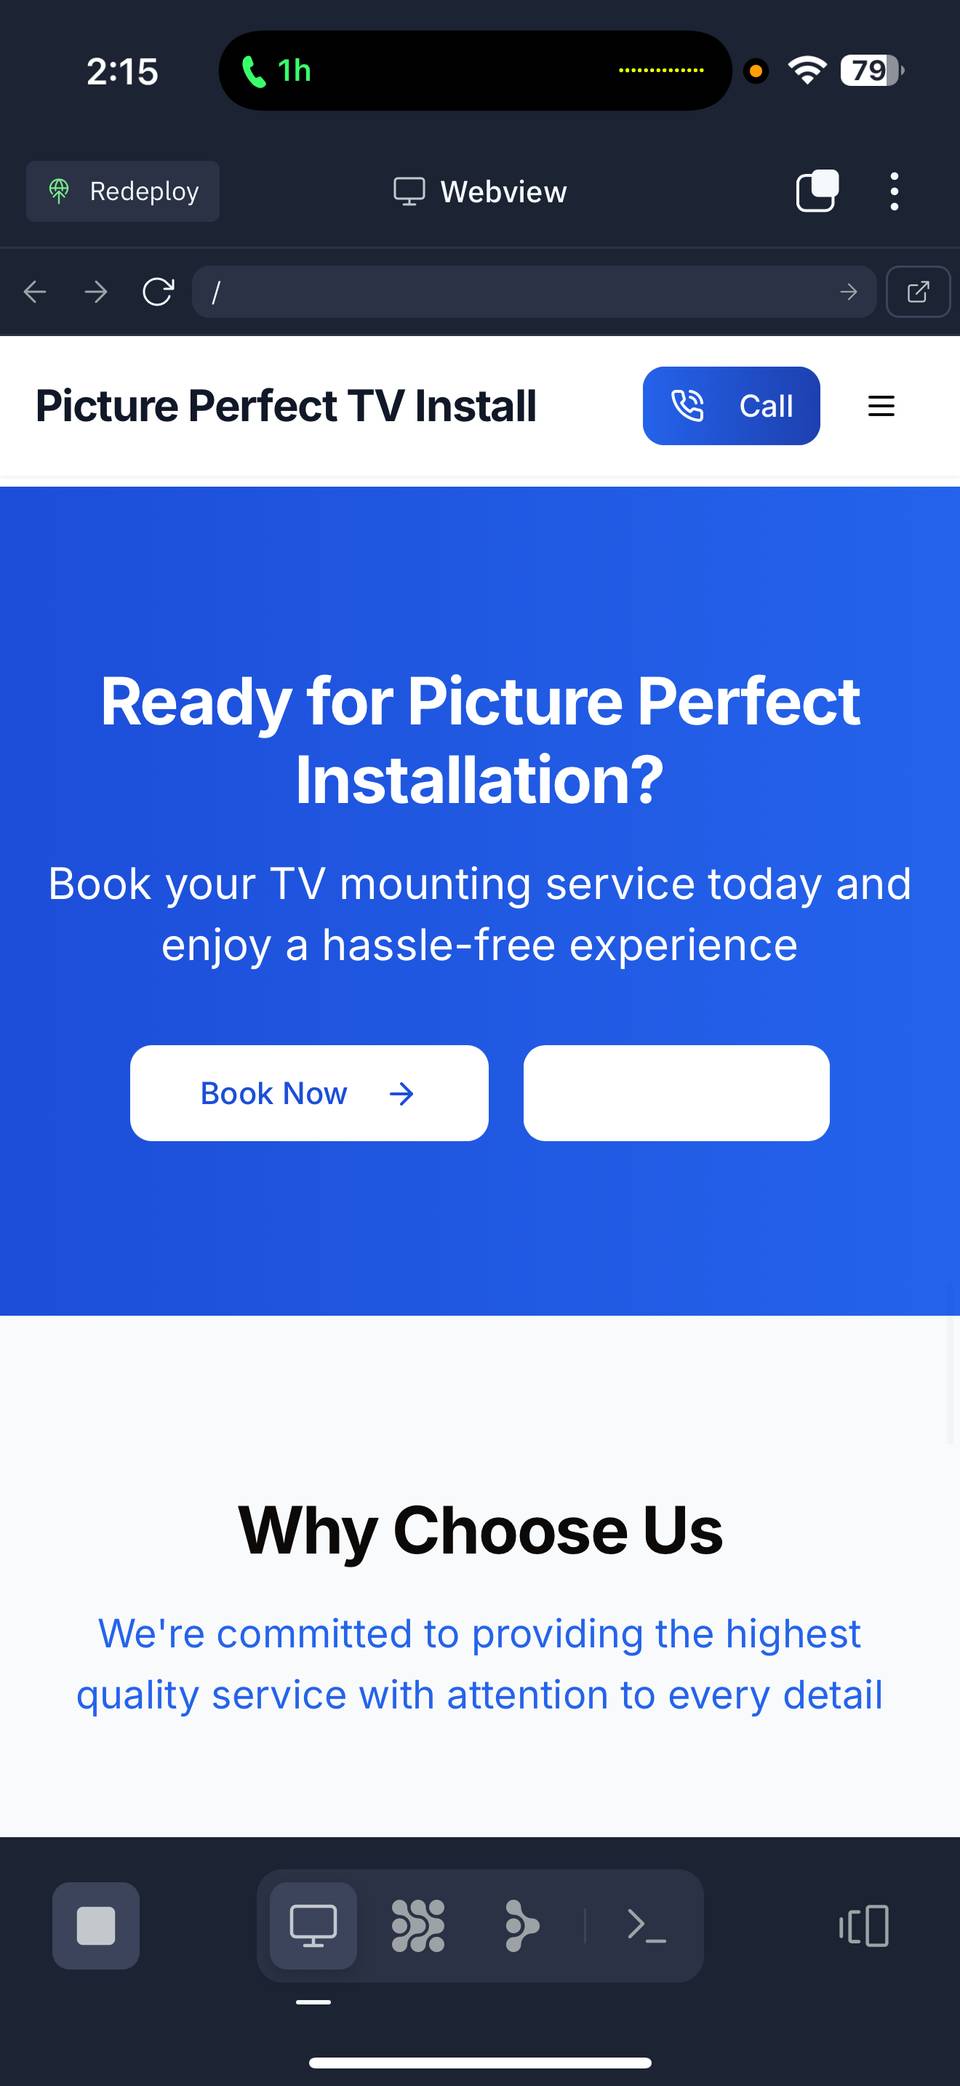 2:15
1h
79
Redeploy
Webview
/
Picture Perfect TV Install
Call
Ready for Picture Perfect
Installation?
Book your TV mounting service today and
enjoy a hassle-free experience
Book Now
Why Choose Us
We're committed to providing the highest
quality service with attention to every detail